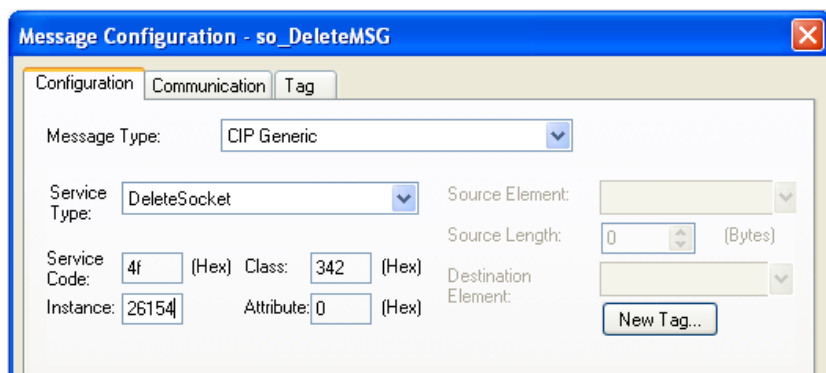 Message Configuration - so_DeleteMSG
Configuration Communication Tag
Message Type: CIP Generic
Service Type: DeleteSocket
Source Element:
Source Length: 0 (Bytes)
Service Code: 4f (Hex) Class: 342 (Hex)
Destination Element:
Instance: 26154 Attribute: 0 (Hex)
New Tag...